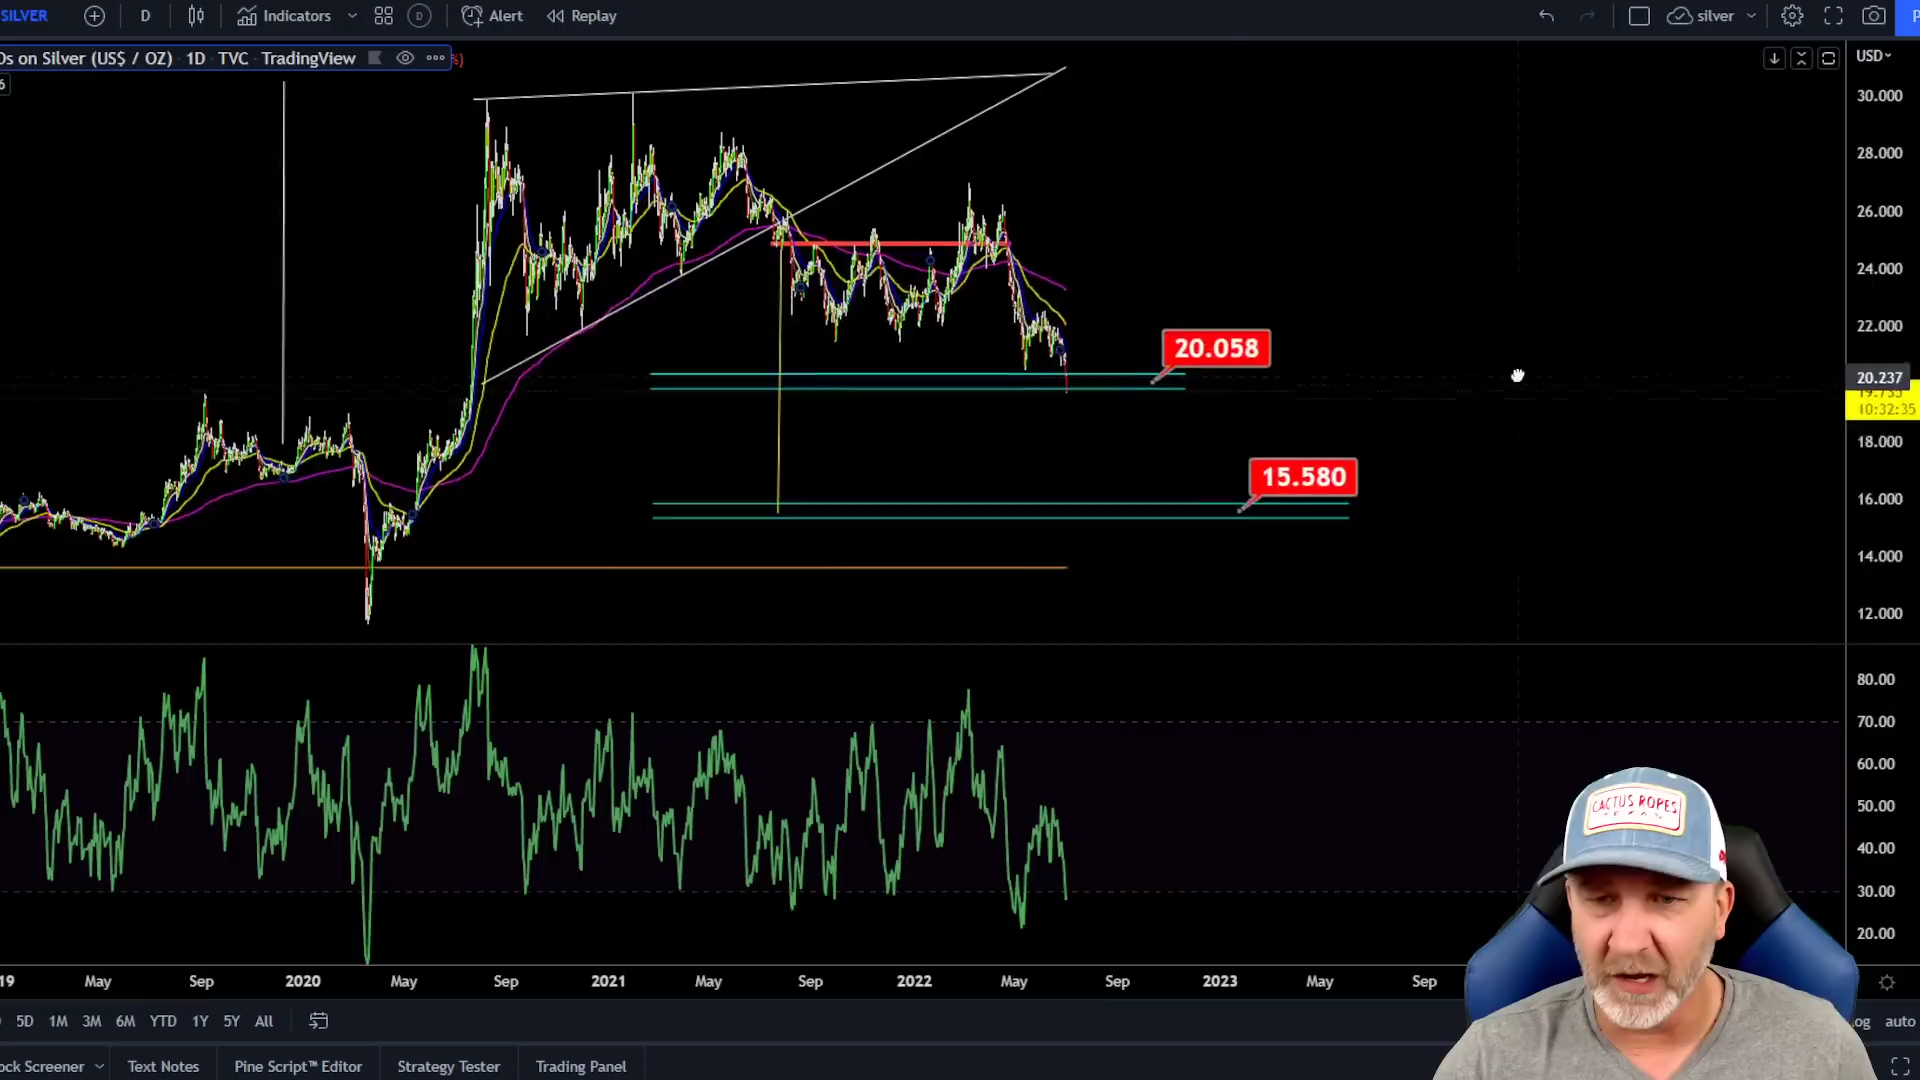 SILVER D Indicators D Alert Replay silver
Os on Silver (US$ / OZ) · 1D · TVC · TradingView %)
6
USD
30.000
28.000
26.000
24.000
22.000
20.237
10:32:35
18.000
16.000
14.000
12.000
20.058
15.580
80.00
70.00
60.00
50.00
40.00
30.00
20.00
19 May Sep 2020 May Sep 2021 May Sep 2022 May Sep 2023 May Sep
5D 1M 3M 6M YTD 1Y 5Y All
og auto
ock Screener Text Notes Pine Script™ Editor Strategy Tester Trading Panel
CACTUS ROPES
TEXAS